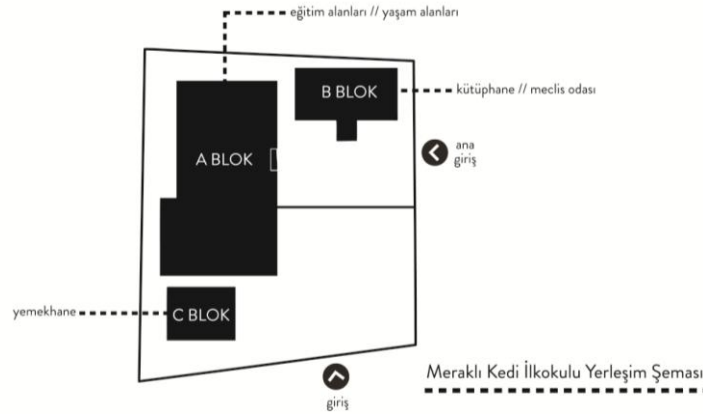 eğitim alanları // yaşam alanları
B BLOK
kütüphane // meclis odası
A BLOK
ana
giriş
yemekhane
C BLOK
Meraklı Kedi İlkokulu Yerleşim Şeması
giriş